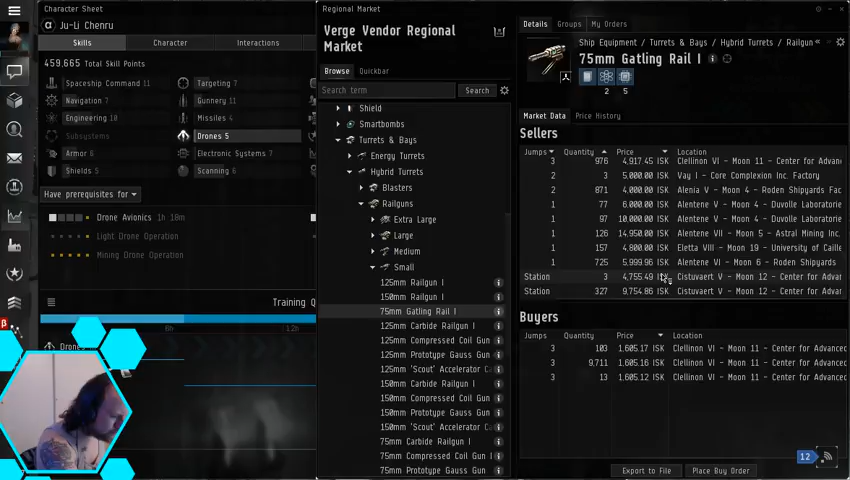 Character Sheet
α Ju-Li Chenru
Skills Character Interactions
459.665 Total Skill Points
Spaceship Command 11 Targeting 7
Navigation 7 Gunnery 11
Engineering 10 Missiles 4
Subsystems Drones 5
Armor 6 Electronic Systems 7
Shields 5 Scanning 6
Have prerequisites for
Drone Avionics 1h 18m
Light Drone Operation
Mining Drone Operation
Training Q
6h 12h
β
Regional Market
Verge Vendor Regional
Market
Browse Quickbar
Search term Search
Shield
Smartbombs
Turrets & Bays
Energy Turrets
Hybrid Turrets
Blasters
Railguns
Extra Large
Large
Medium
Small
125mm Railgun I
150mm Railgun I
75mm Gatling Rail I
125mm Carbide Railgun I
125mm Compressed Coil Gun
125mm Prototype Gauss Gun
125mm 'Scout' Accelerator C
150mm Carbide Railgun I
150mm Compressed Coil Gun
150mm Prototype Gauss Gun
150mm 'Scout' Accelerator C
75mm Carbide Railgun I
75mm Compressed Coil Gun
75mm Prototype Gauss Gun
Details Groups My Orders
Ship Equipment / Turrets & Bays / Hybrid Turrets / Railgun «
75mm Gatling Rail I
2 5
Market Data Price History
Sellers
Jumps Quantity Price Location
3 976 4,917.45 ISK Clellinon VI - Moon 11 - Center for Advan
2 3 5,000.00 ISK Vay I - Core Complexion Inc. Factory
2 871 4,000.00 ISK Alenia V - Moon 4 - Roden Shipyards Fac
1 77 6,000.00 ISK Alentene V - Moon 4 - Duvolle Laboratorie
1 97 10,000.00 ISK Alentene V - Moon 4 - Duvolle Laboratorie
1 126 14,950.00 ISK Alentene VII - Moon 5 - Astral Mining Inc.
1 157 4,800.00 ISK Eletta VIII - Moon 19 - University of Caille
1 725 5,999.96 ISK Alentene VI - Moon 6 - Roden Shipyards
Station 3 4,755.49 ISK Cistuvaert V - Moon 12 - Center for Advar
Station 327 9,754.86 ISK Cistuvaert V - Moon 12 - Center for Advar
Buyers
Jumps Quantity Price Location
3 103 1,605.17 ISK Clellinon VI - Moon 11 - Center for Advanced
3 9,711 1,605.16 ISK Clellinon VI - Moon 11 - Center for Advanced
3 13 1,605.12 ISK Clellinon VI - Moon 11 - Center for Advanced
12
Export to File Place Buy Order